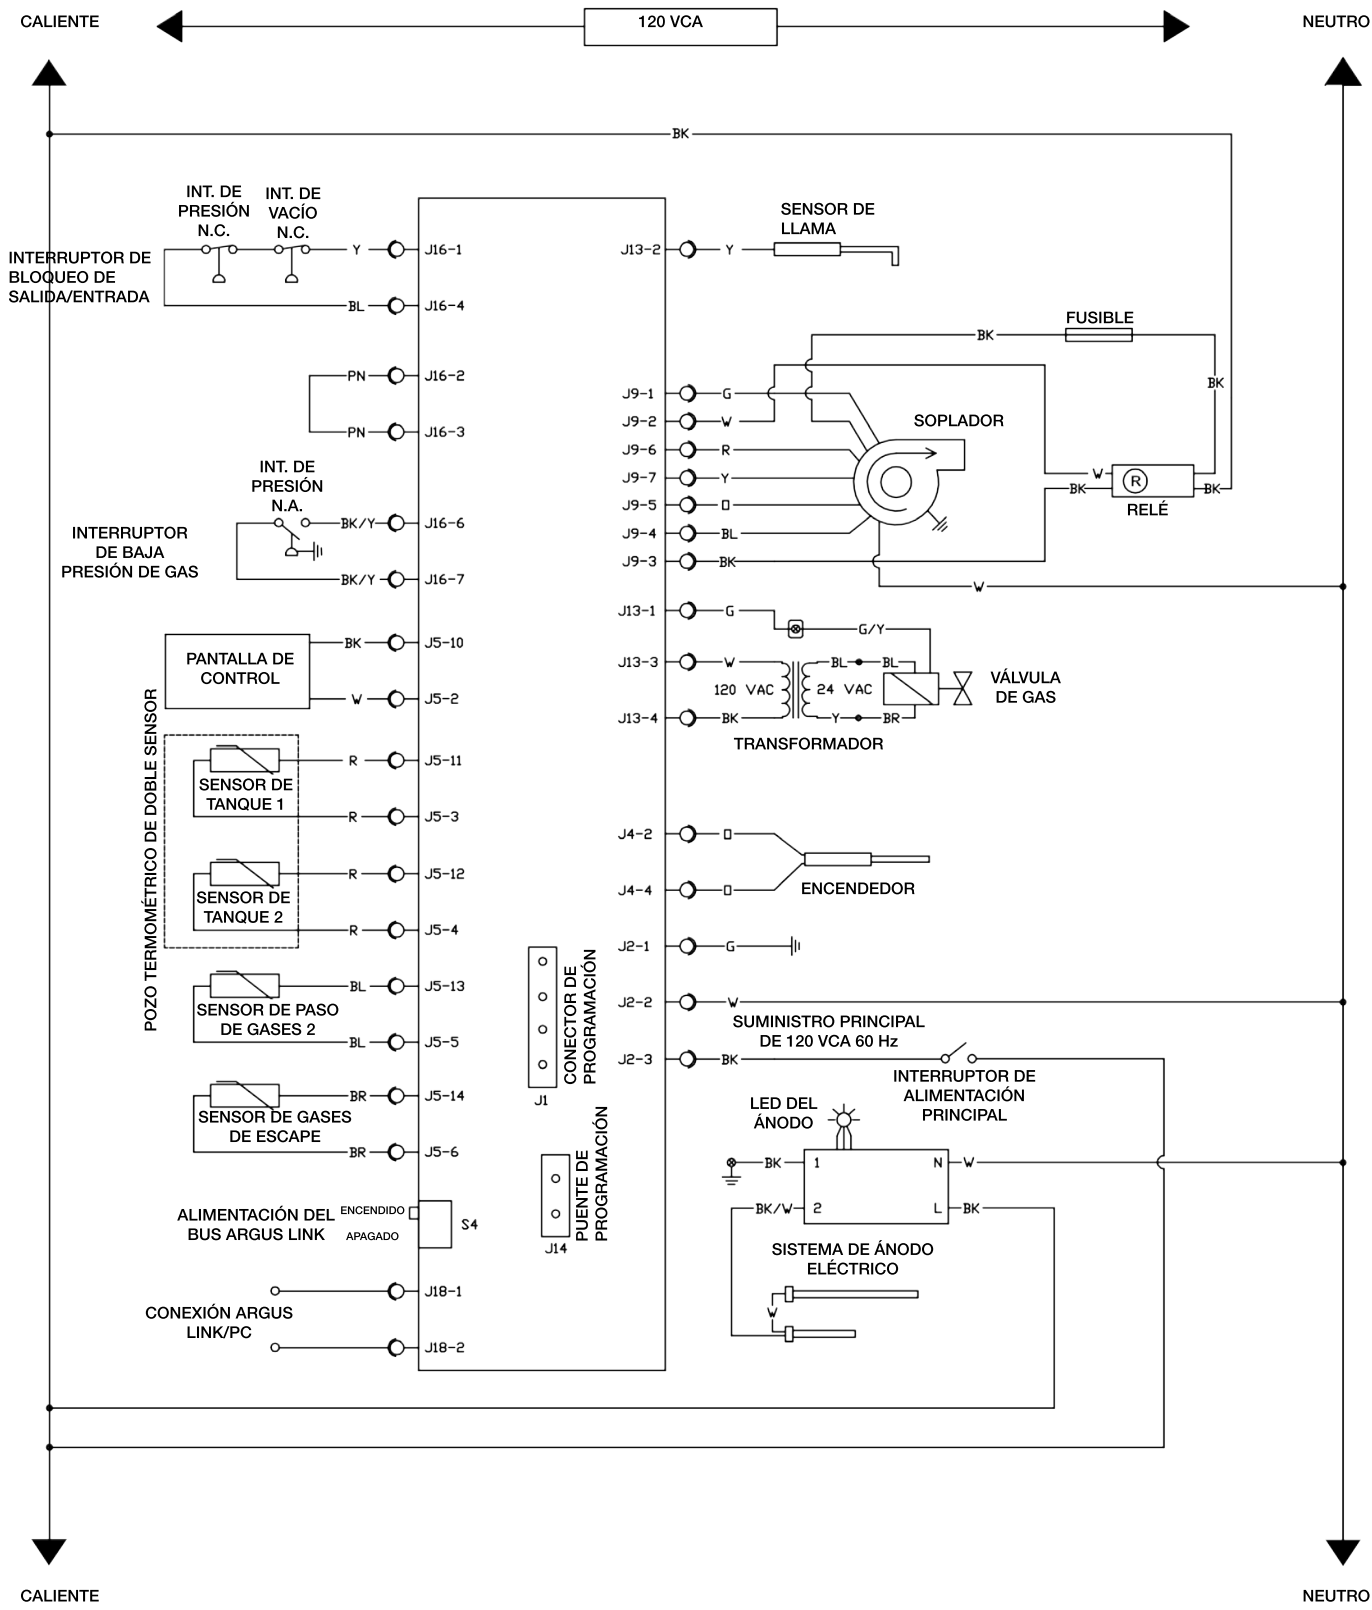 CALIENTE
120 VCA
NEUTRO
BK
INT. DE
PRESIÓN
N.C.
INT. DE
VACÍO
N.C.
INTERRUPTOR DE
BLOQUEO DE
SALIDA/ENTRADA
Y
J16-1
BL
J16-4
PN
J16-2
PN
J16-3
INT. DE
PRESIÓN
N.A.
INTERRUPTOR
DE BAJA
PRESIÓN DE GAS
BK/Y
J16-6
BK/Y
J16-7
PANTALLA DE
CONTROL
BK
J5-10
W
J5-2
POZO TERMOMÉTRICO DE DOBLE SENSOR
SENSOR DE
TANQUE 1
R
J5-11
R
J5-3
SENSOR DE
TANQUE 2
R
J5-12
R
J5-4
SENSOR DE PASO
DE GASES 2
BL
J5-13
BL
J5-5
SENSOR DE GASES
DE ESCAPE
BR
J5-14
BR
J5-6
ALIMENTACIÓN DEL
BUS ARGUS LINK
ENCENDIDO
APAGADO
S4
CONEXIÓN ARGUS
LINK/PC
J18-1
J18-2
CONECTOR DE
PROGRAMACIÓN
J1
PUENTE DE
PROGRAMACIÓN
J14
SENSOR DE
LLAMA
J13-2
Y
FUSIBLE
BK
BK
J9-1
G
J9-2
W
J9-6
R
J9-7
Y
J9-5
O
J9-4
BL
J9-3
BK
SOPLADOR
W
BK
R
BK
RELÉ
W
J13-1
G
G/Y
J13-3
W
BL
BL
120 VAC
24 VAC
VÁLVULA
DE GAS
J13-4
BK
Y
BR
TRANSFORMADOR
J4-2
O
J4-4
O
ENCENDEDOR
J2-1
G
J2-2
W
SUMINISTRO PRINCIPAL
DE 120 VCA 60 Hz
J2-3
BK
INTERRUPTOR DE
ALIMENTACIÓN
PRINCIPAL
LED DEL
ÁNODO
BK
1
N
W
BK/W
2
L
BK
SISTEMA DE ÁNODO
ELÉCTRICO
W
CALIENTE
NEUTRO